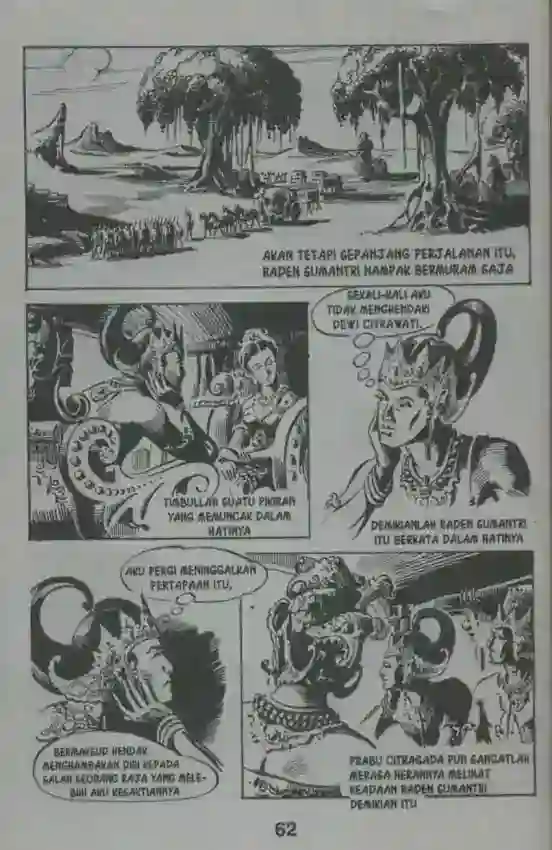 AKAN TETAPI SEPANJANG PERJALANAN ITU,
RADEN SUMANTRI NAMPAK BERMURAM SAJA
TIMBULLAH SUATU PIKIRAN
YANG MEMUNCAK DALAM
HATINYA
SEKALI-KALI AKU
TIDAK MENGHENDAKI
DEWI CITRAWATI.
DEMIKIANLAH RADEN SUMANTRI
ITU BERKATA DALAM HATINYA
AKU PERGI MENINGGALKAN
PERTAPAAN ITU,
BERMAKSUD HENDAK
MENGHAMBAKAN DIRI KEPADA
SALAH SEORANG RAJA YANG MELE-
BIHI AKU KESAKTIANNYA
PRABU CITRAGADA PUN SANGATLAH
MERASA HERANNYA MELIHAT
KEADAAN RADEN SUMANTRI
DEMIKIAN ITU
62